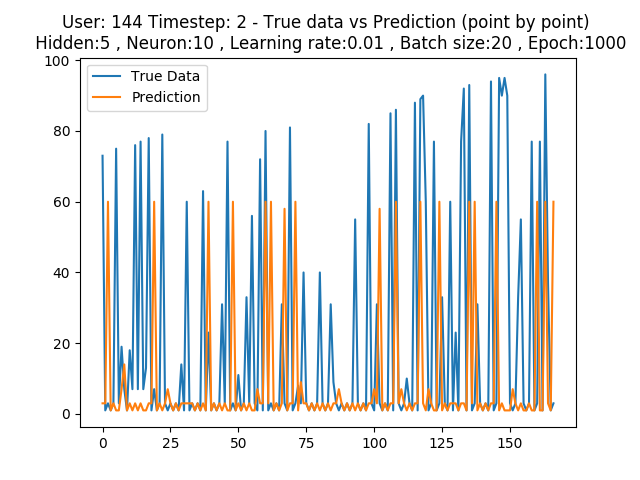 User: 144 Timestep: 2 - True data vs Prediction (point by point)
Hidden:5 , Neuron:10 , Learning rate:0.01 , Batch size:20 , Epoch:1000
100
True Data
Prediction
80
60
40
20
0
0 25 50 75 100 125 150